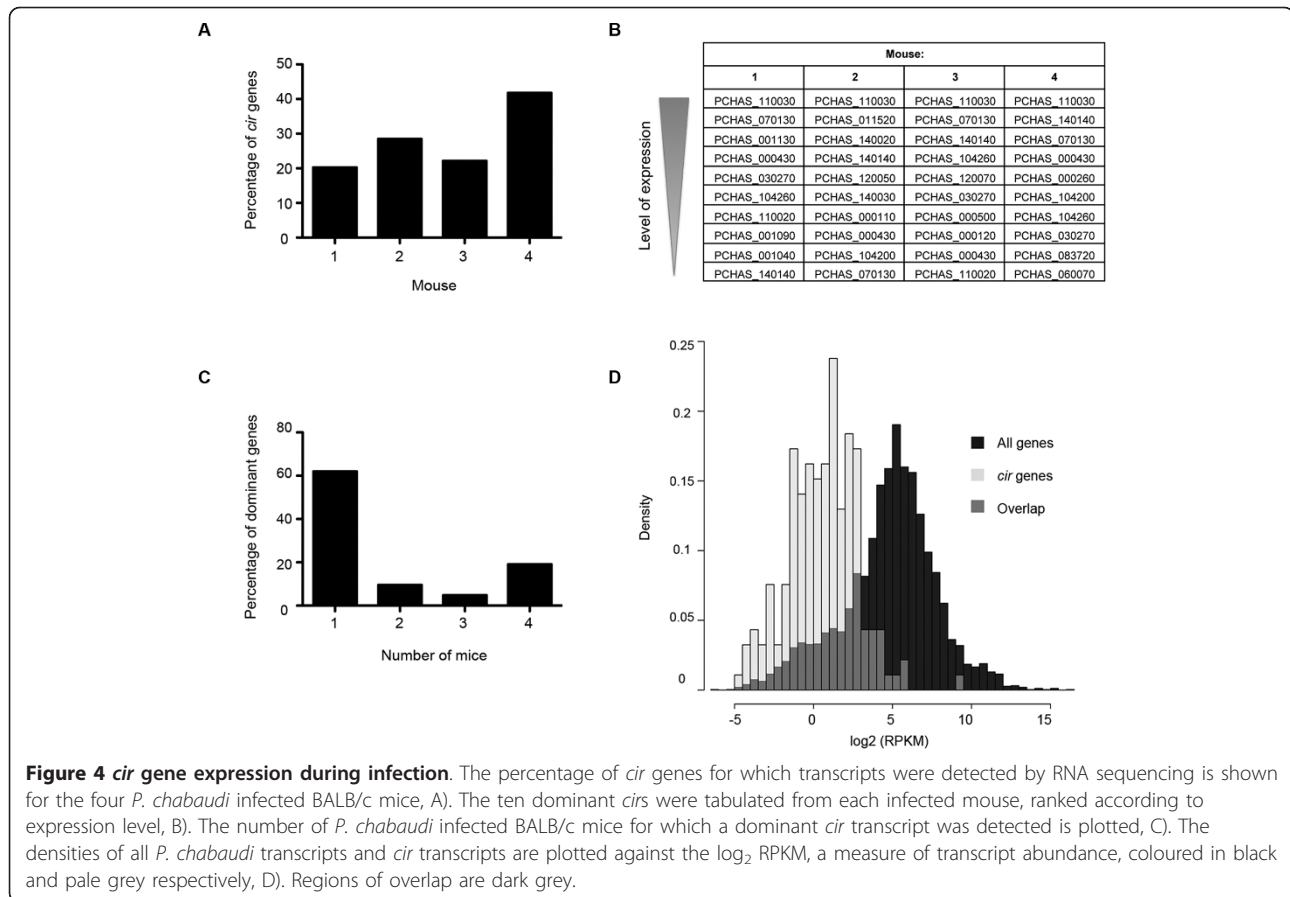 A
Percentage of cir genes
50
40
30
20
10
0
1 2 3 4
Mouse
B
Level of expression
Mouse:
1 2 3 4
PCHAS_110030 PCHAS_110030 PCHAS_110030 PCHAS_110030
PCHAS_070130 PCHAS_011520 PCHAS_070130 PCHAS_140140
PCHAS_001130 PCHAS_140020 PCHAS_140140 PCHAS_070130
PCHAS_000430 PCHAS_140140 PCHAS_104260 PCHAS_000430
PCHAS_030270 PCHAS_120050 PCHAS_120070 PCHAS_000260
PCHAS_104260 PCHAS_140030 PCHAS_030270 PCHAS_104200
PCHAS_110020 PCHAS_000110 PCHAS_000500 PCHAS_104260
PCHAS_001090 PCHAS_000430 PCHAS_000120 PCHAS_030270
PCHAS_001040 PCHAS_104200 PCHAS_000430 PCHAS_083720
PCHAS_140140 PCHAS_070130 PCHAS_110020 PCHAS_060070
C
Percentage of dominant genes
80
60
40
20
0
1 2 3 4
Number of mice
D
Density
0.25
0.2
0.15
0.1
0.05
0
All genes
cir genes
Overlap
-5 0 5 10 15
log2 (RPKM)
Figure 4 cir gene expression during infection. The percentage of cir genes for which transcripts were detected by RNA sequencing is shown
for the four P. chabaudi infected BALB/c mice, A). The ten dominant cirs were tabulated from each infected mouse, ranked according to
expression level, B). The number of P. chabaudi infected BALB/c mice for which a dominant cir transcript was detected is plotted, C). The
densities of all P. chabaudi transcripts and cir transcripts are plotted against the log₂ RPKM, a measure of transcript abundance, coloured in black
and pale grey respectively, D). Regions of overlap are dark grey.